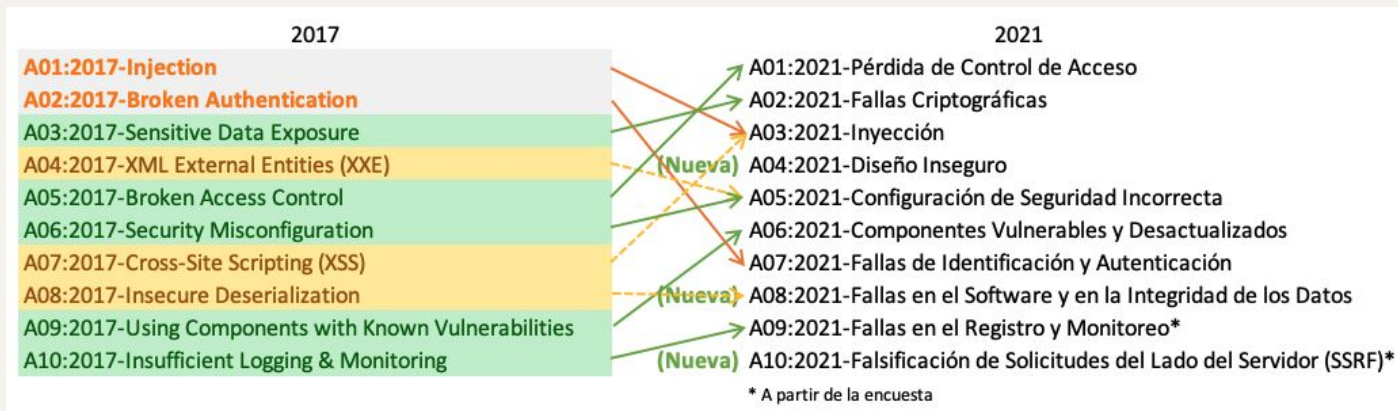 2017
A01:2017-Injection
A02:2017-Broken Authentication
A03:2017-Sensitive Data Exposure
A04:2017-XML External Entities (XXE)
A05:2017-Broken Access Control
A06:2017-Security Misconfiguration
A07:2017-Cross-Site Scripting (XSS)
A08:2017-Insecure Deserialization
A09:2017-Using Components with Known Vulnerabilities
A10:2017-Insufficient Logging & Monitoring
2021
A01:2021-Pérdida de Control de Acceso
A02:2021-Fallas Criptográficas
A03:2021-Inyección
(Nueva) A04:2021-Diseño Inseguro
A05:2021-Configuración de Seguridad Incorrecta
A06:2021-Componentes Vulnerables y Desactualizados
A07:2021-Fallas de Identificación y Autenticación
(Nueva) A08:2021-Fallas en el Software y en la Integridad de los Datos
A09:2021-Fallas en el Registro y Monitoreo*
(Nueva) A10:2021-Falsificación de Solicitudes del Lado del Servidor (SSRF)*
* A partir de la encuesta